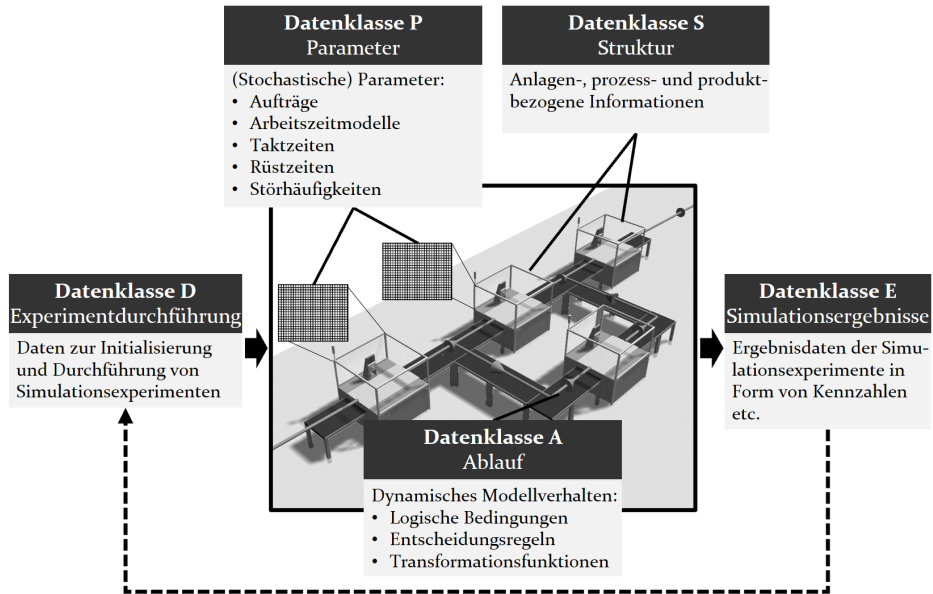 Datenklasse P
Parameter
(Stochastische) Parameter:
• Aufträge
• Arbeitszeitmodelle
• Taktzeiten
• Rüstzeiten
• Störhäufigkeiten
Datenklasse S
Struktur
Anlagen-, prozess- und produkt-
bezogene Informationen
Datenklasse D
Experimentdurchführung
Daten zur Initialisierung
und Durchführung von
Simulationsexperimenten
Datenklasse E
Simulationsergebnisse
Ergebnisdaten der Simu-
lationsexperimente in
Form von Kennzahlen
etc.
Datenklasse A
Ablauf
Dynamisches Modellverhalten:
• Logische Bedingungen
• Entscheidungsregeln
• Transformationsfunktionen